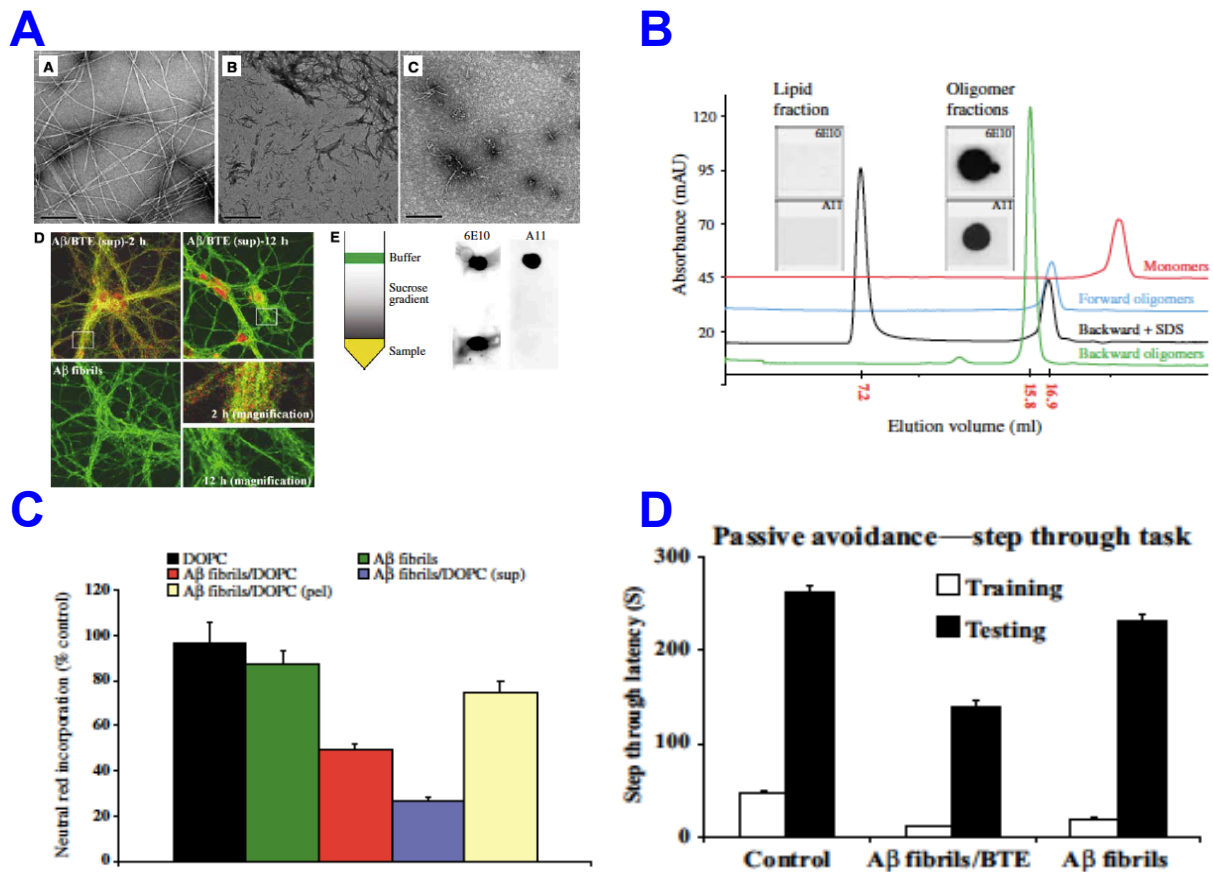 A
A
B
C
D
Aβ/BTE (sup)-2 h
Aβ/BTE (sup)-12 h
Aβ fibrils
2 h (magnification)
12 h (magnification)
E
Buffer
Sucrose
gradient
Sample
6E10
A11
B
Absorbance (mAU)
120
95
70
45
20
Lipid
fraction
6E10
A11
Oligomer
fractions
6E10
A11
Monomers
Forward oligomers
Backward + SDS
Backward oligomers
7.2
15.8
16.9
Elution volume (ml)
C
DOPC
Aβ fibrils/DOPC
Aβ fibrils/DOPC (pel)
Aβ fibrils
Aβ fibrils/DOPC (sup)
Neutral red incorporation (% control)
120
100
80
60
40
20
0
D
Passive avoidance—step through task
Step through latency (S)
300
200
100
0
Training
Testing
Control
Aβ fibrils/BTE
Aβ fibrils